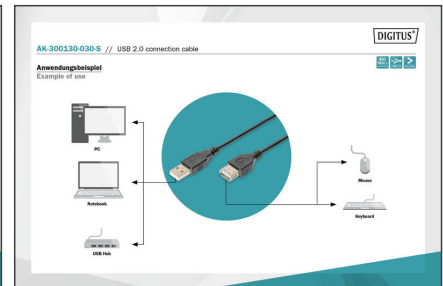 DIGITUS®
AK-300130-030-S // USB 2.0 connection cable
Anwendungsbeispiel
Example of use
PC
Notebook
USB Hub
Mouse
Keyboard